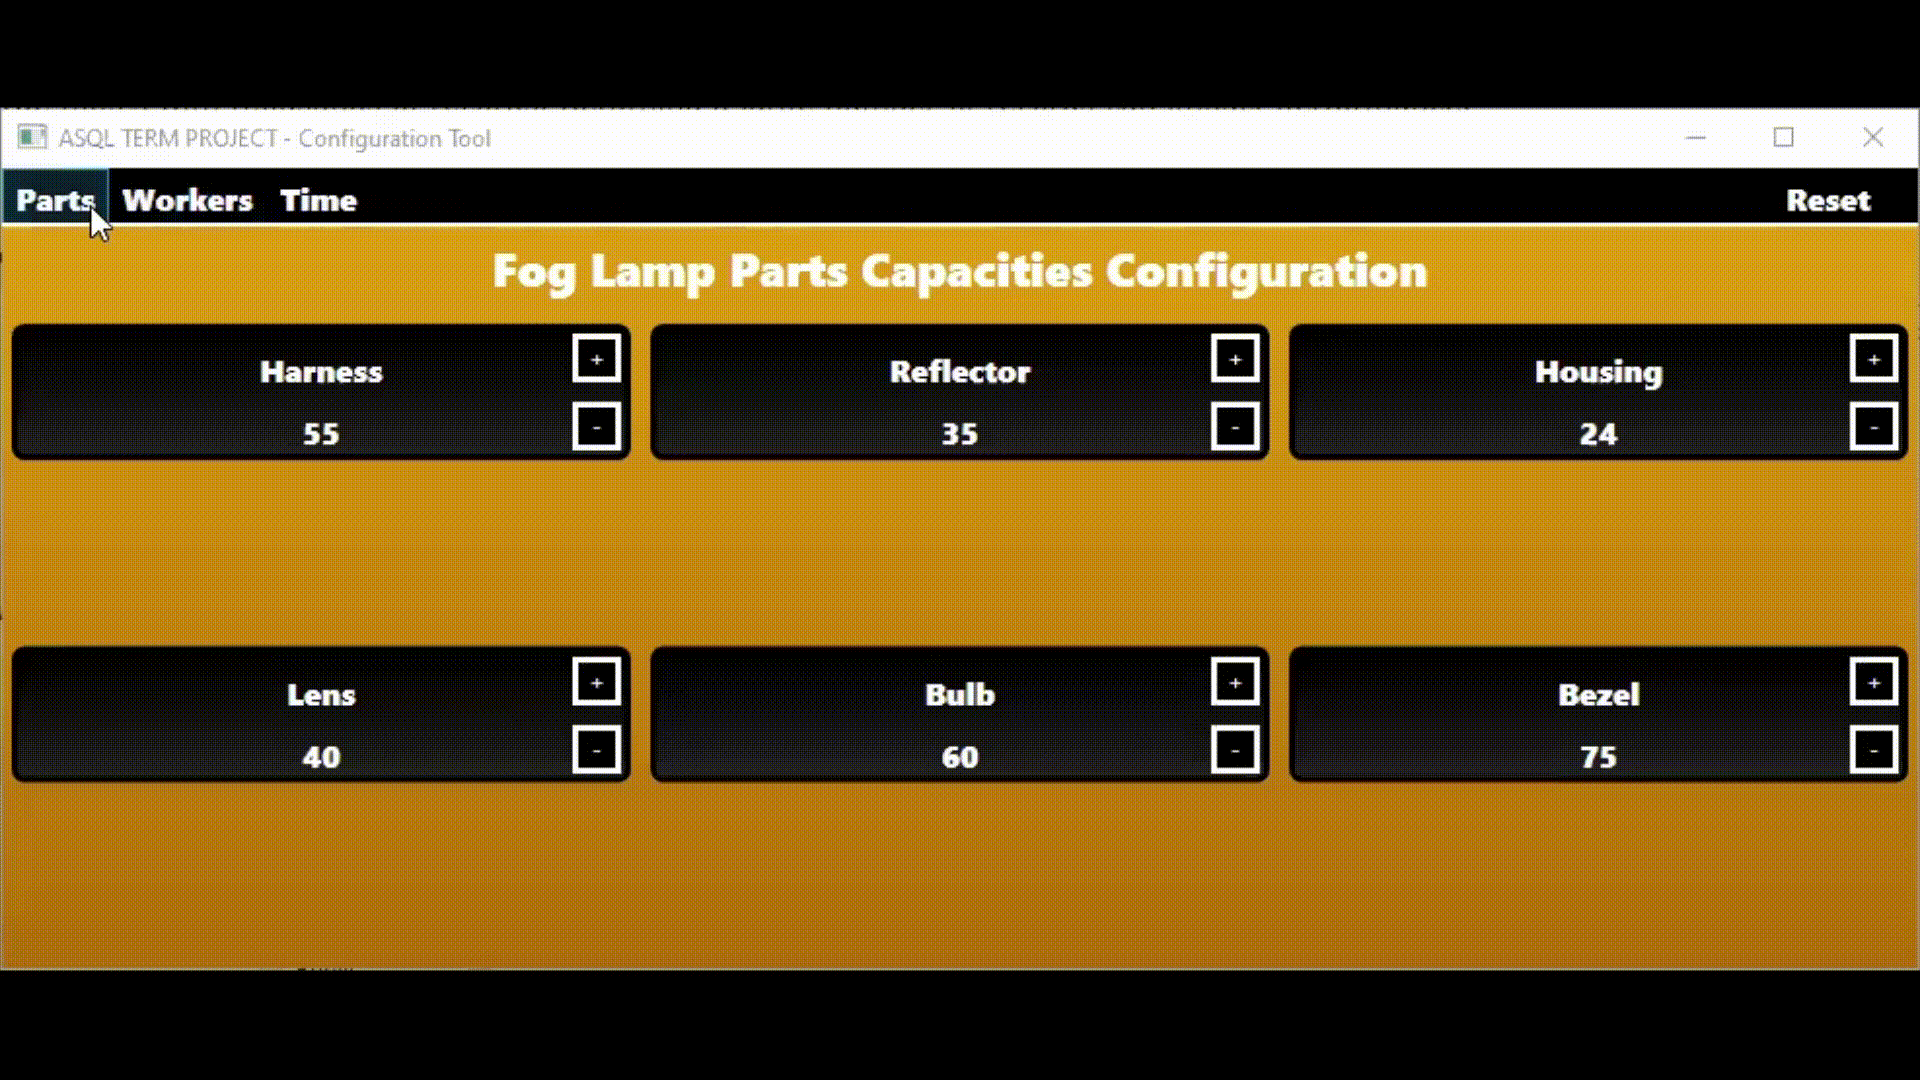 ASQL TERM PROJECT - Configuration Tool
Parts Workers Time Reset
Fog Lamp Parts Capacities Configuration
Harness + Reflector + Housing +
55 - 35 - 24 -
Lens + Bulb + Bezel +
40 - 60 - 75 -